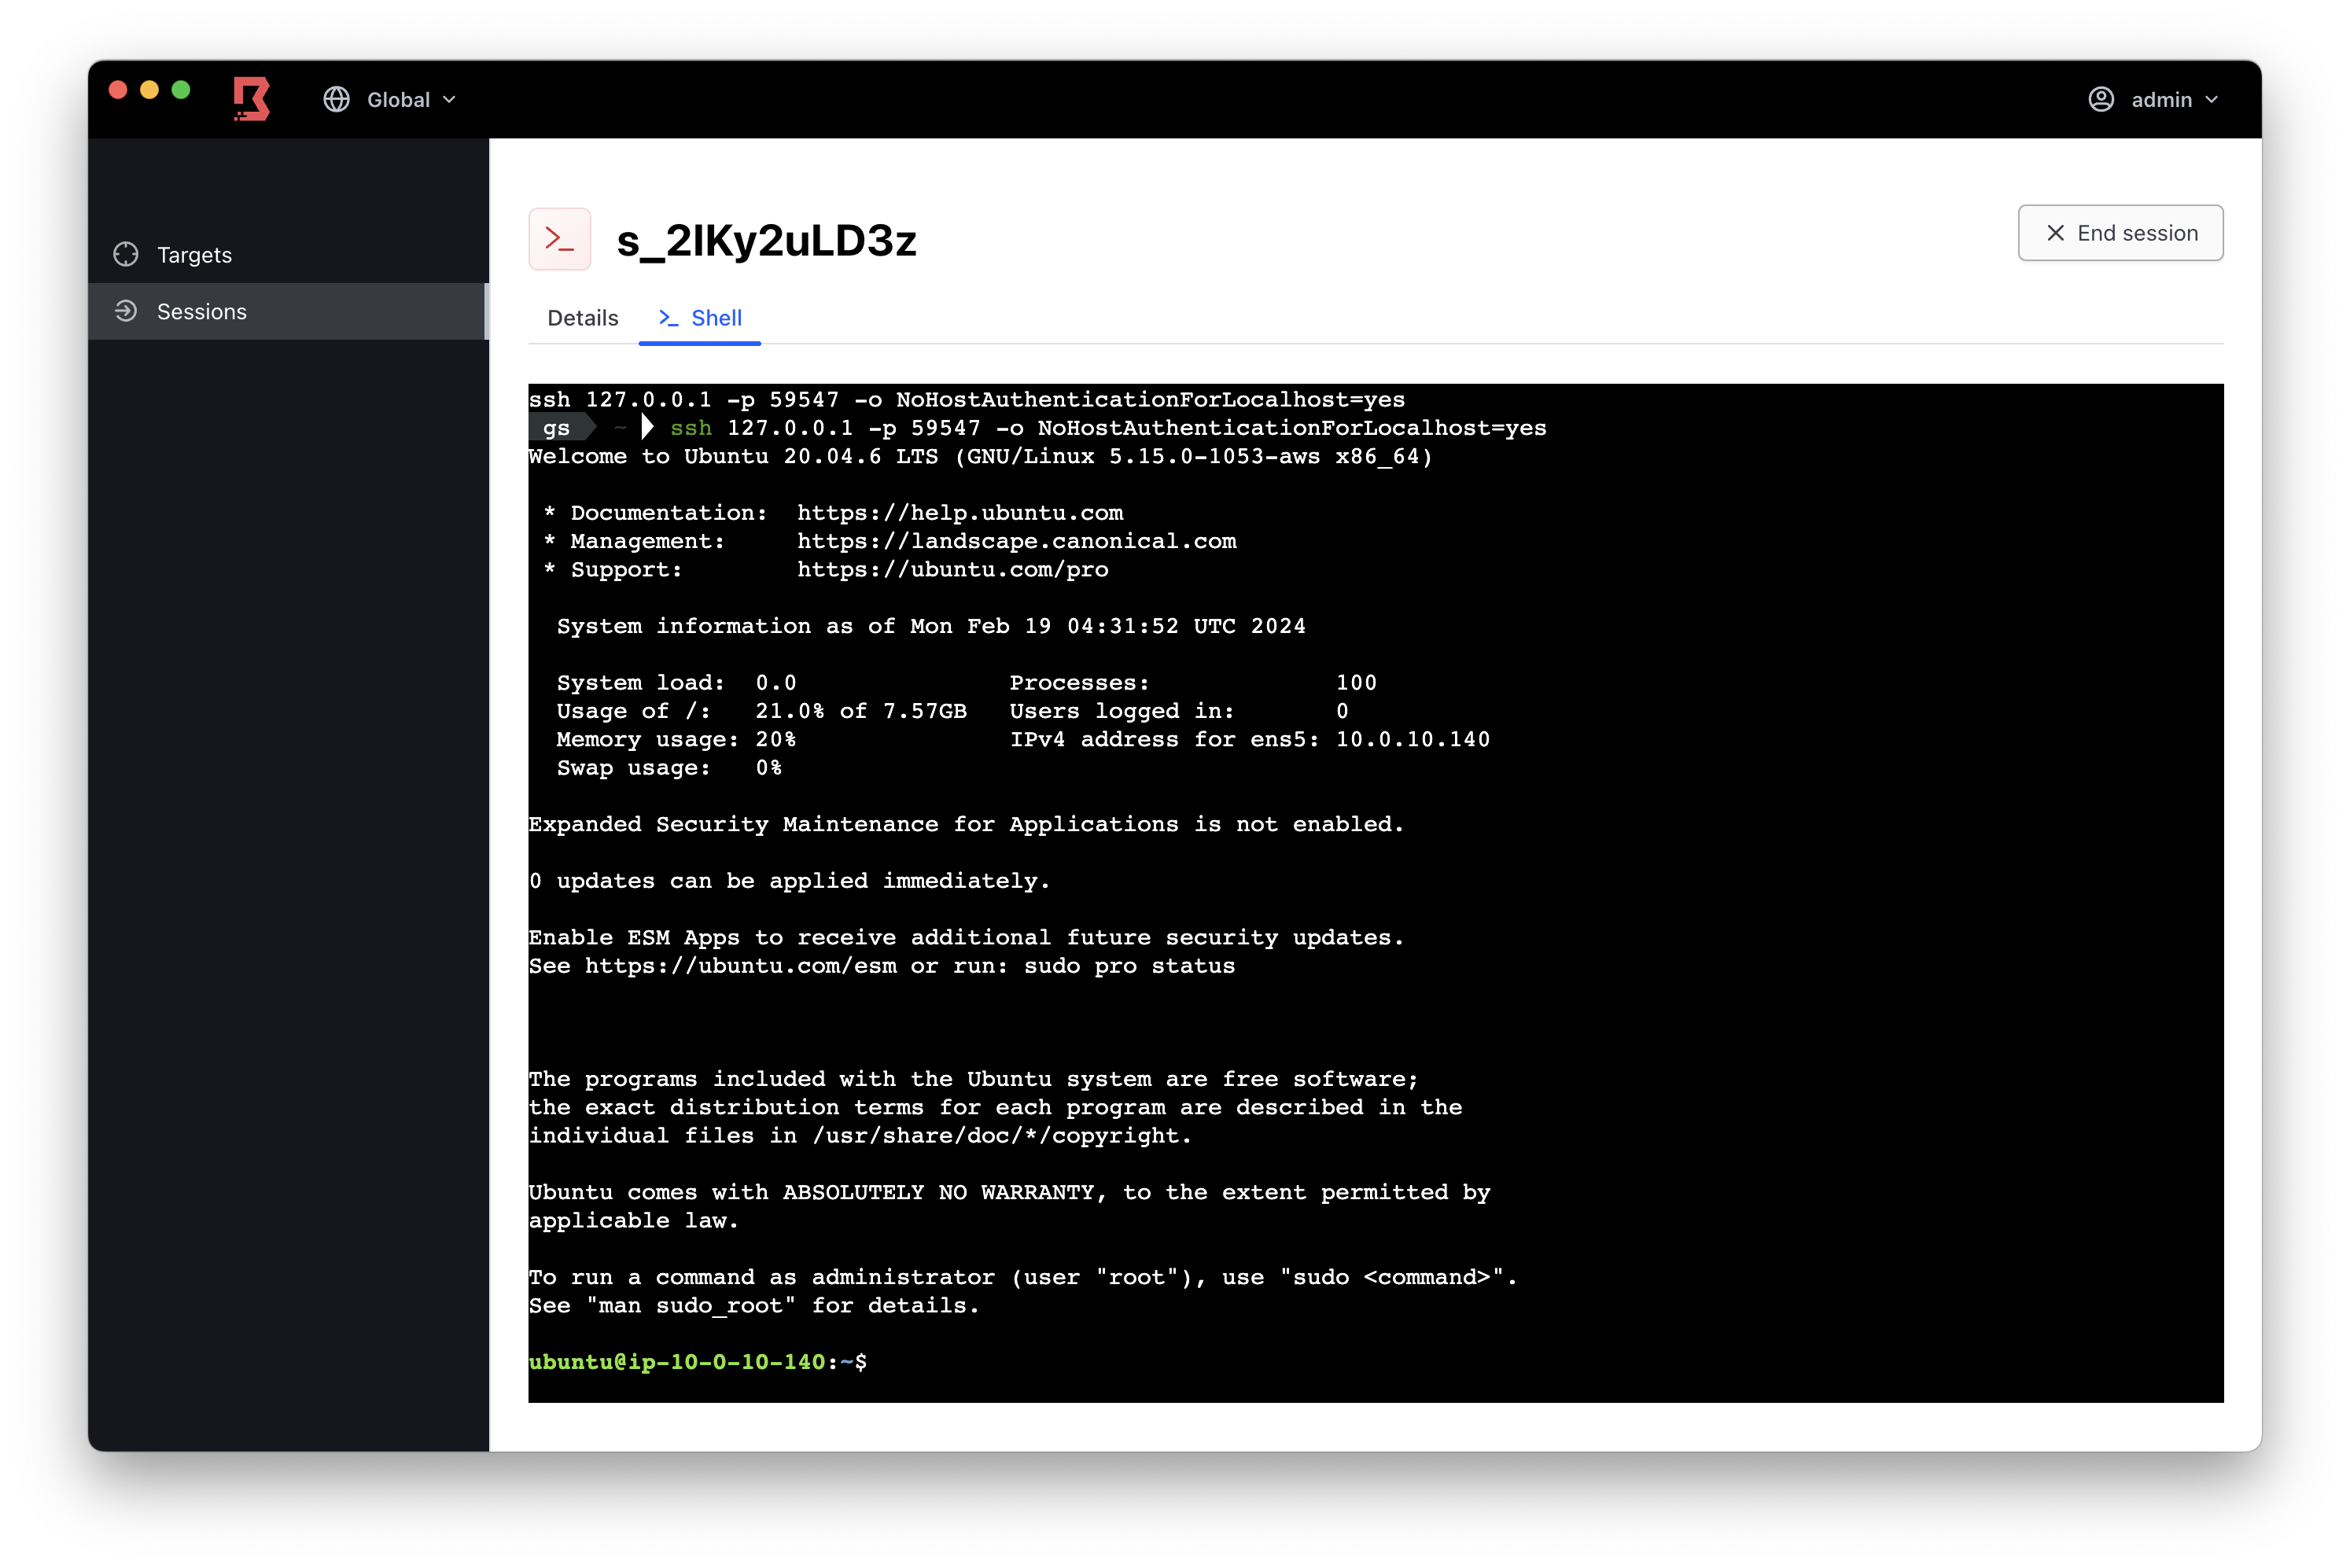 Global
admin
Targets
Sessions
s_2IKy2uLD3z
End session
Details
>_ Shell
ssh 127.0.0.1 -p 59547 -o NoHostAuthenticationForLocalhost=yes
gs ~ ssh 127.0.0.1 -p 59547 -o NoHostAuthenticationForLocalhost=yes
Welcome to Ubuntu 20.04.6 LTS (GNU/Linux 5.15.0-1053-aws x86_64)
* Documentation:  https://help.ubuntu.com
* Management:     https://landscape.canonical.com
* Support:        https://ubuntu.com/pro
System information as of Mon Feb 19 04:31:52 UTC 2024
System load:  0.0               Processes:             100
Usage of /:   21.0% of 7.57GB   Users logged in:       0
Memory usage: 20%               IPv4 address for ens5: 10.0.10.140
Swap usage:   0%
Expanded Security Maintenance for Applications is not enabled.
0 updates can be applied immediately.
Enable ESM Apps to receive additional future security updates.
See https://ubuntu.com/esm or run: sudo pro status
The programs included with the Ubuntu system are free software;
the exact distribution terms for each program are described in the
individual files in /usr/share/doc/*/copyright.
Ubuntu comes with ABSOLUTELY NO WARRANTY, to the extent permitted by
applicable law.
To run a command as administrator (user "root"), use "sudo <command>".
See "man sudo_root" for details.
ubuntu@ip-10-0-10-140:~$